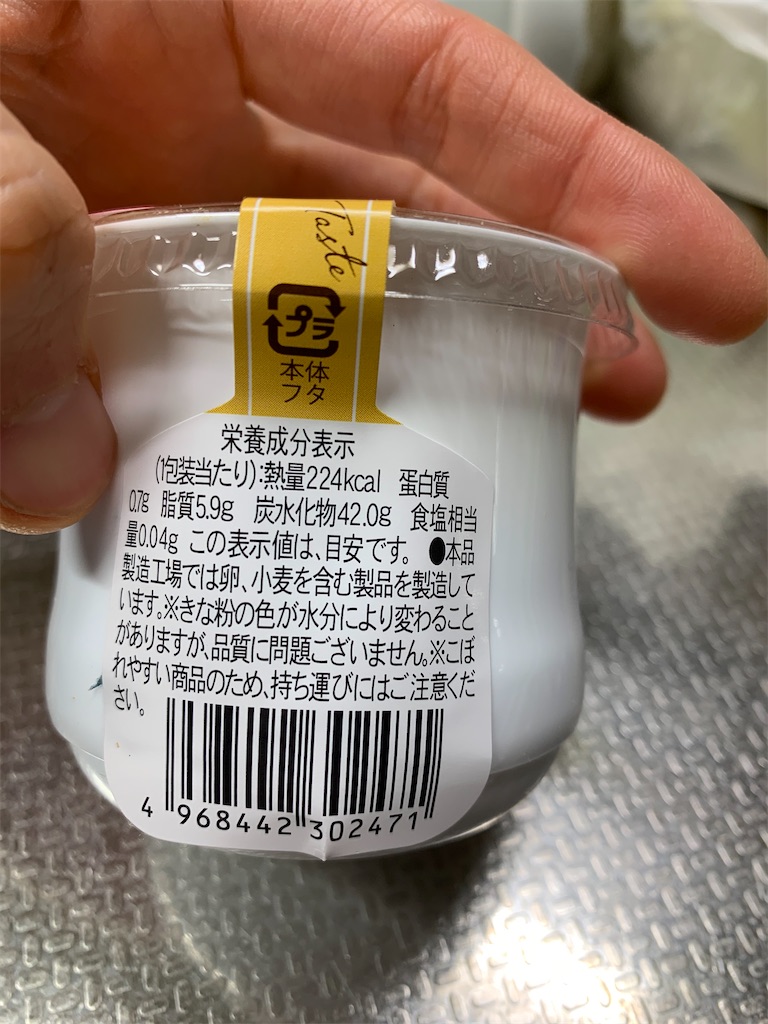 Taste
プラ
本体
フタ
栄養成分表示
(1包装当たり):熱量224kcal 蛋白質
0.7g 脂質5.9g 炭水化物42.0g 食塩相当
量0.04g この表示値は、目安です。 ●本品
製造工場では卵、小麦を含む製品を製造して
います。※きな粉の色が水分により変わること
がありますが、品質に問題ございません。※こぼ
れやすい商品のため、持ち運びにはご注意くだ
さい。
4 968442 302471